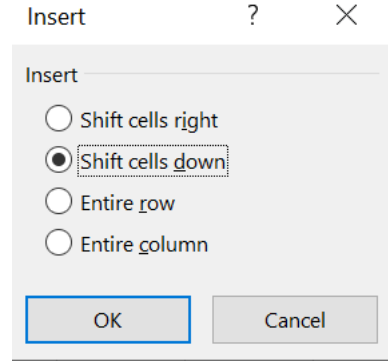 Insert ?
Insert
Shift cells right
Shift cells down
Entire row
Entire column
OK Cancel